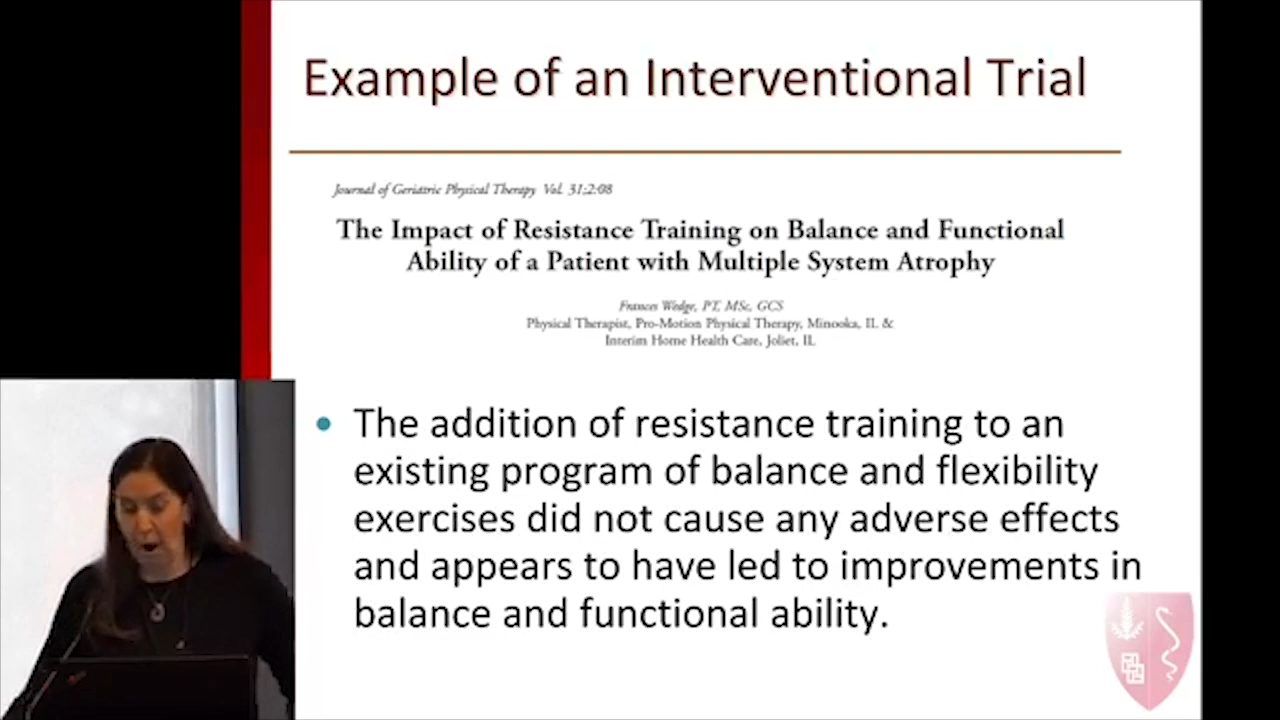 Example of an Interventional Trial
Journal of Geriatric Physical Therapy Vol. 31;2:08
The Impact of Resistance Training on Balance and Functional
Ability of a Patient with Multiple System Atrophy
Frances Wedge, PT, MSc, GCS
Physical Therapist, Pro-Motion Physical Therapy, Minooka, IL &
Interim Home Health Care, Joliet, IL
• The addition of resistance training to an
existing program of balance and flexibility
exercises did not cause any adverse effects
and appears to have led to improvements in
balance and functional ability.